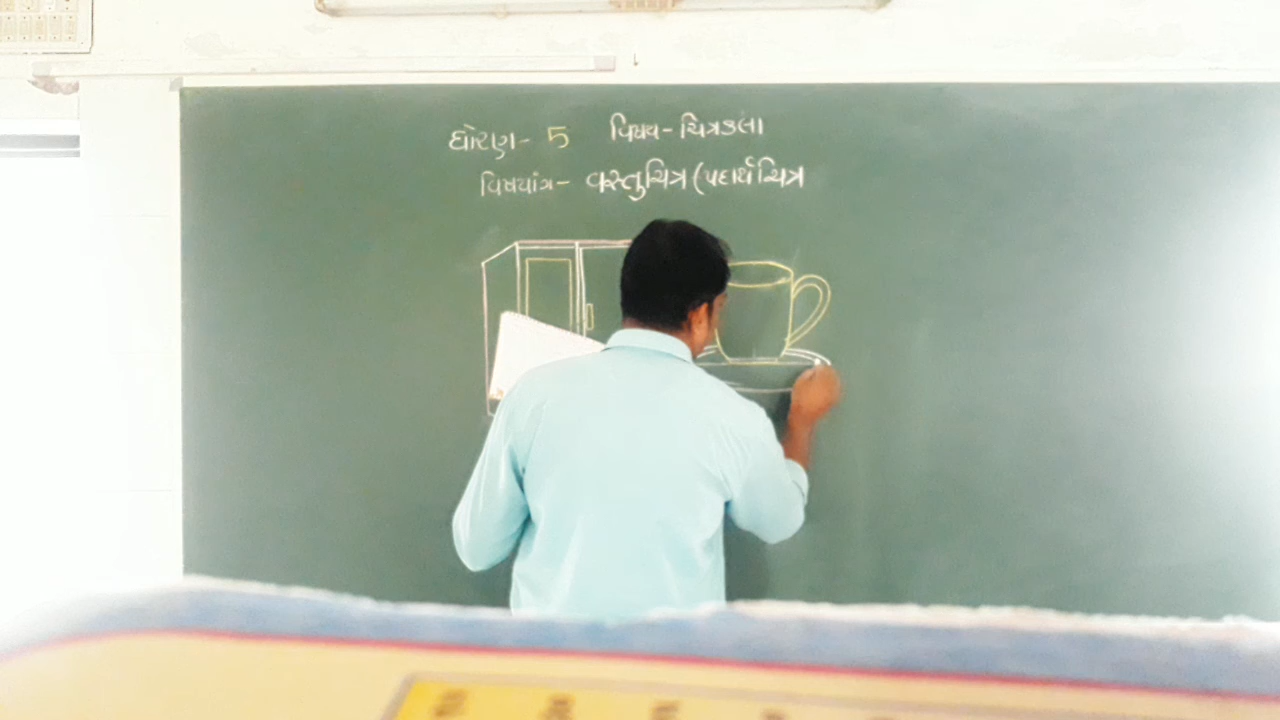 ધોરણ- 5 વિષય- ચિત્રકલા
વિષયાંગ- વસ્તુચિત્ર (પદાર્થચિત્ર